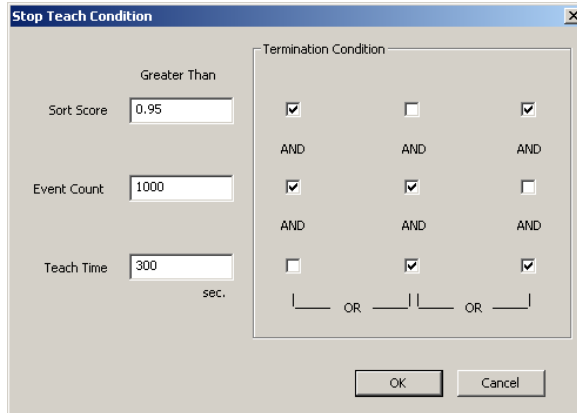 Stop Teach Condition
Termination Condition
Greater Than
Sort Score 0.95
AND AND AND
Event Count 1000
AND AND AND
Teach Time 300
sec.
OR OR
OK Cancel